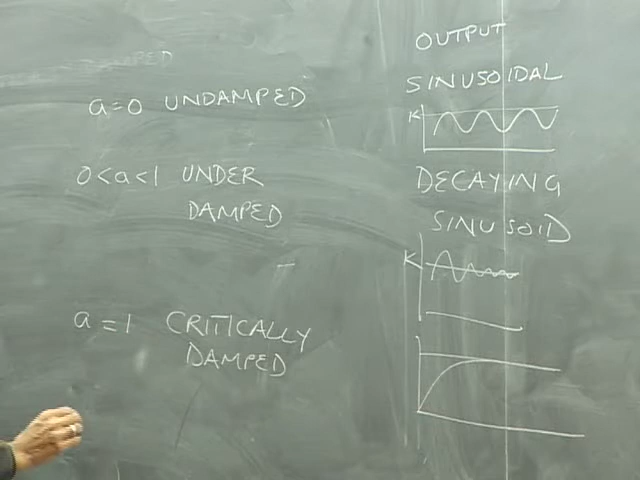 OUTPUT
SINUSOIDAL
a=0 UNDAMPED
K
0<a<1 UNDER
DAMPED
DECAYING
SINUSOID
K
a=1 CRITICALLY
DAMPED